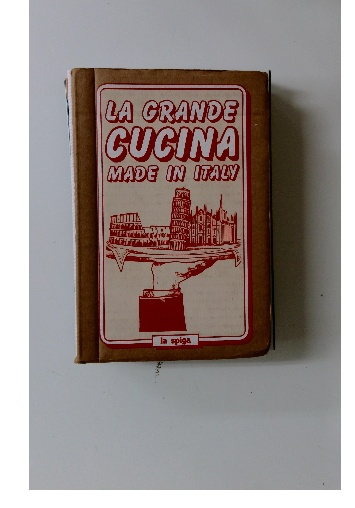 LA GRANDE
CUCINA
MADE IN ITALY
la spiga